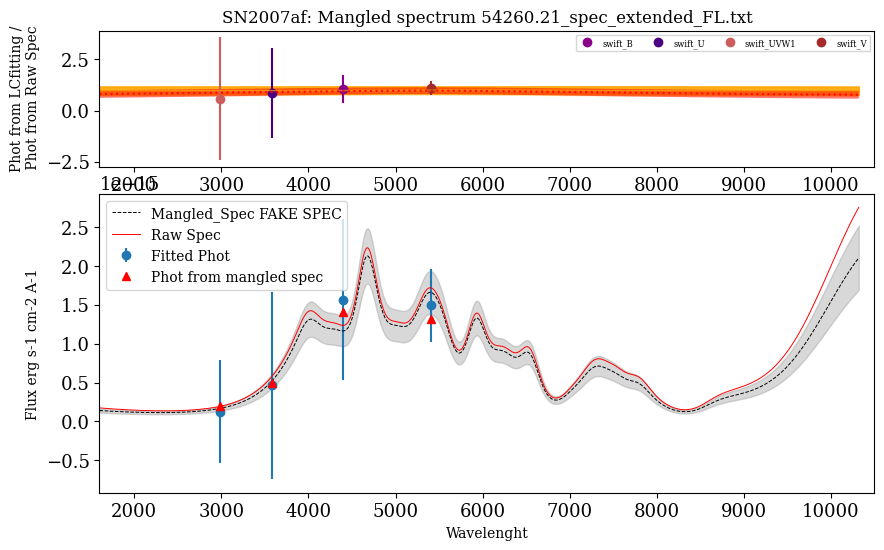 SN2007af: Mangled spectrum 54260.21_spec_extended_FL.txt
Phot from LCfitting /
Phot from Raw Spec
swift_B swift_U swift_UVW1 swift_V
2.5
0.0
−2.5
2000 3000 4000 5000 6000 7000 8000 9000 10000
Mangled_Spec FAKE SPEC
Raw Spec
Fitted Phot
Phot from mangled spec
Flux erg s-1 cm-2 A-1
2.5
2.0
1.5
1.0
0.5
0.0
−0.5
2000 3000 4000 5000 6000 7000 8000 9000 10000
Wavelenght